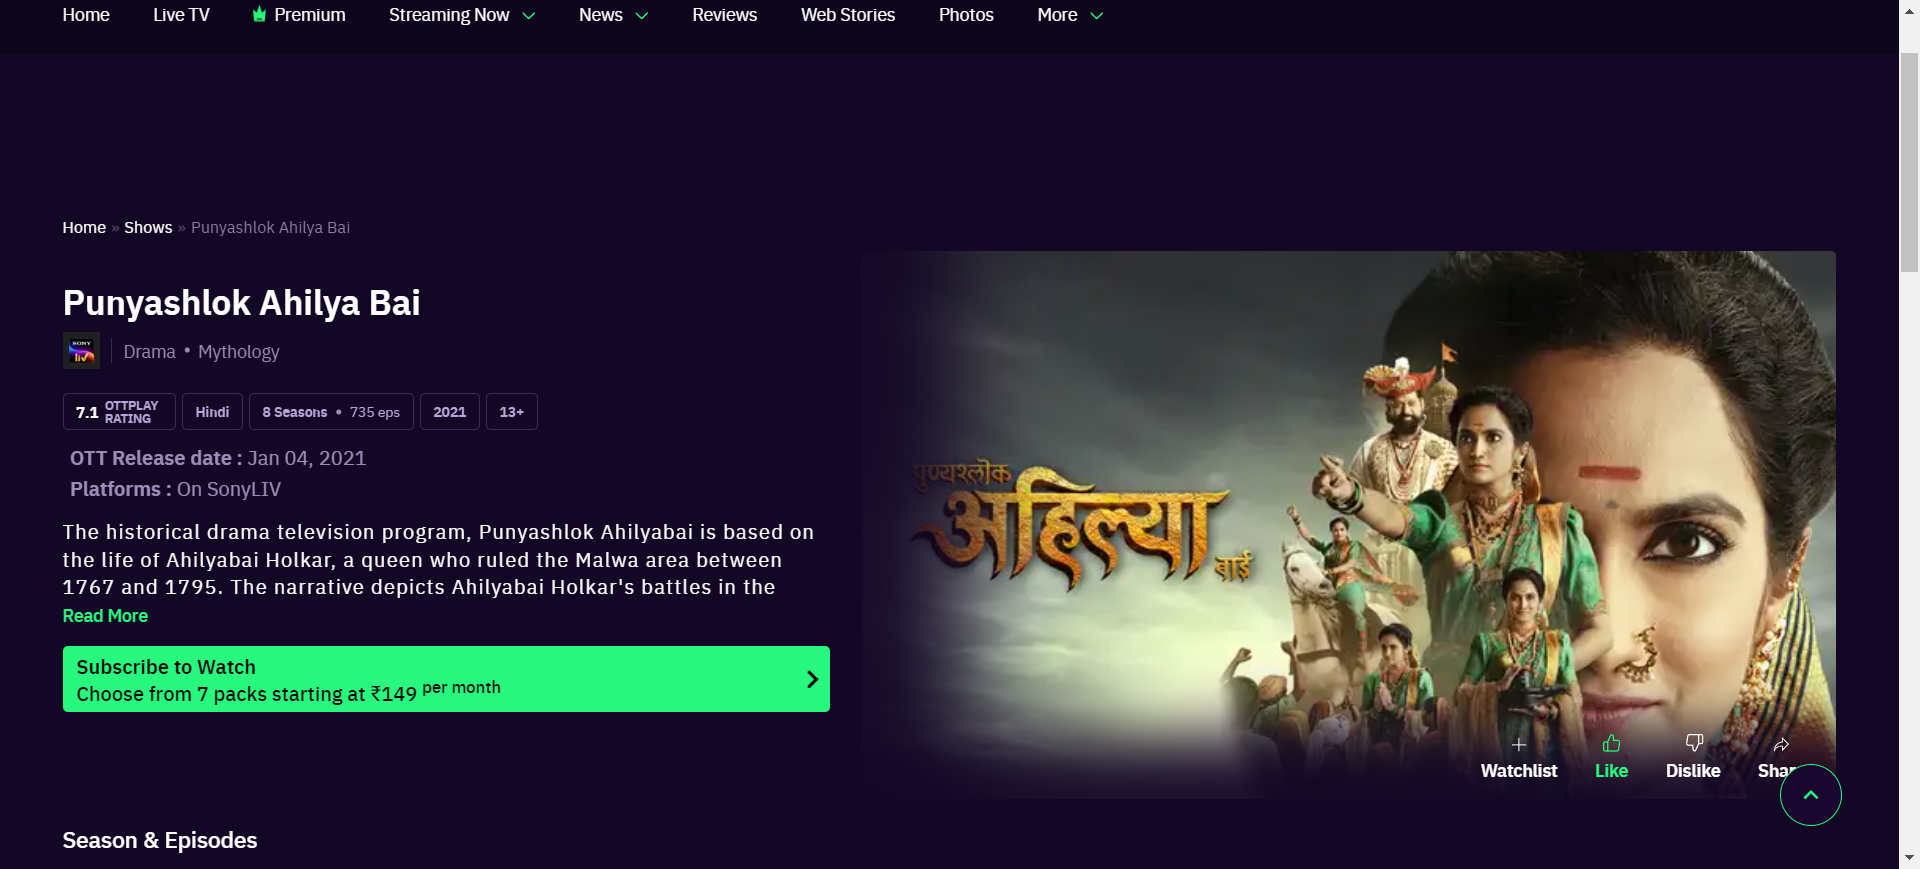 Home Live TV Premium Streaming Now News Reviews Web Stories Photos More
Home » Shows » Punyashlok Ahilya Bai
Punyashlok Ahilya Bai
SONY
liv
Drama • Mythology
7.1 OTTPLAY RATING Hindi 8 Seasons • 735 eps 2021 13+
OTT Release date : Jan 04, 2021
Platforms : On SonyLIV
The historical drama television program, Punyashlok Ahilyabai is based on
the life of Ahilyabai Holkar, a queen who ruled the Malwa area between
1767 and 1795. The narrative depicts Ahilyabai Holkar's battles in the
Read More
Subscribe to Watch
Choose from 7 packs starting at ₹149 per month
पुण्यश्लोक
अहिल्या
बाई
Watchlist Like Dislike
Season & Episodes